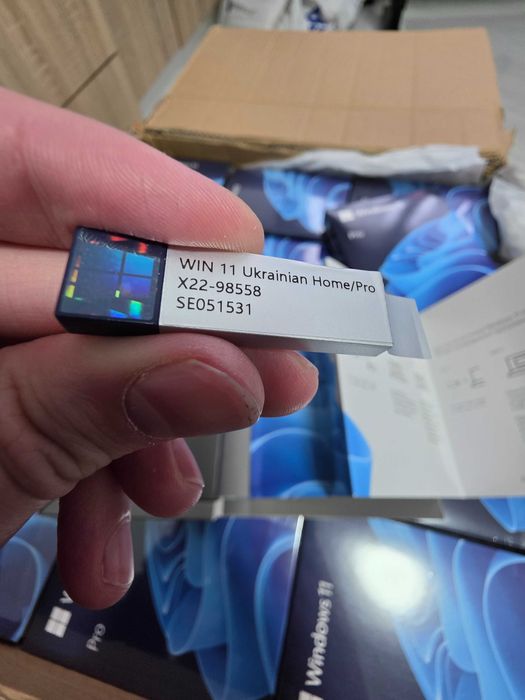 WIN 11 Ukrainian Home/Pro
X22-98558
SE051531
Pro
Windows 11